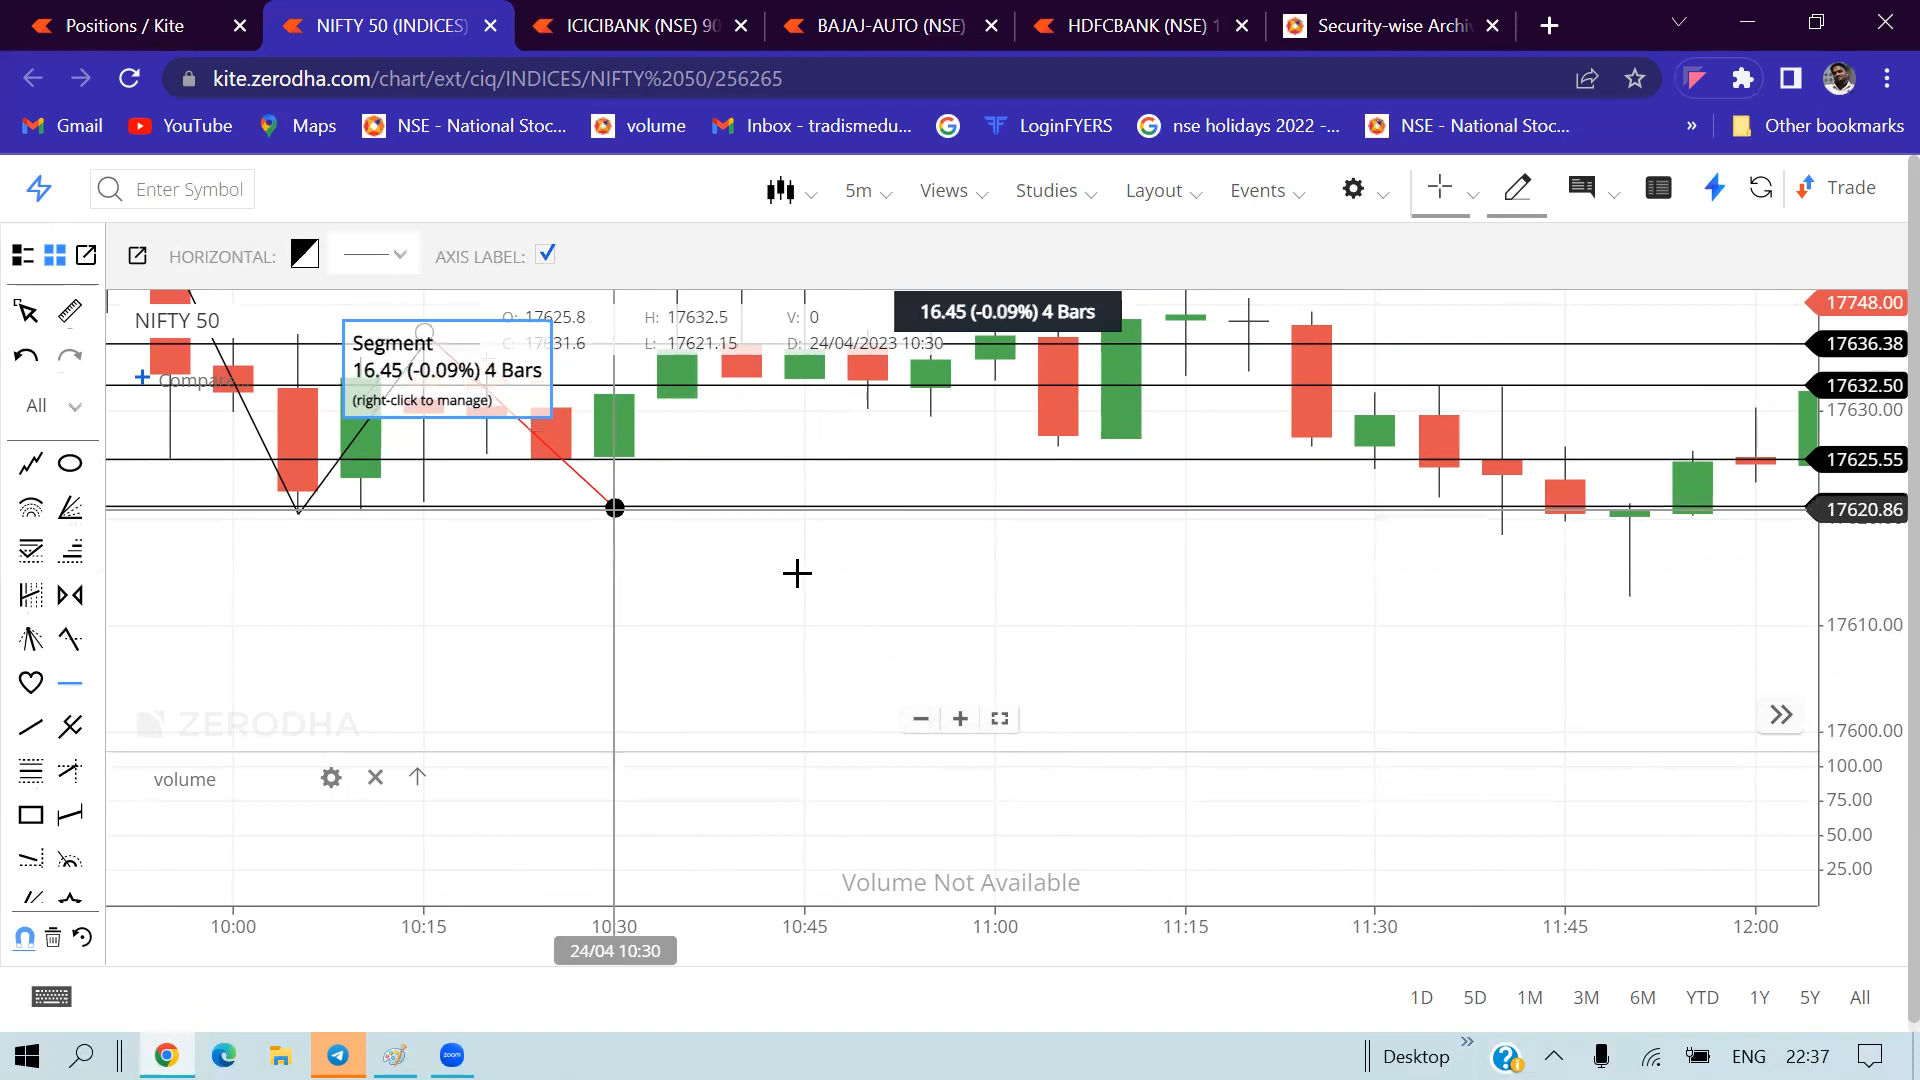 Positions / Kite
NIFTY 50 (INDICES)
ICICIBANK (NSE) 90
BAJAJ-AUTO (NSE)
HDFCBANK (NSE) 1
Security-wise Archi
kite.zerodha.com/chart/ext/ciq/INDICES/NIFTY%2050/256265
Gmail
YouTube
Maps
NSE - National Stoc...
volume
Inbox - tradismedu...
LoginFYERS
nse holidays 2022 -...
NSE - National Stoc...
»
Other bookmarks
Enter Symbol
5m
Views
Studies
Layout
Events
Trade
HORIZONTAL:
AXIS LABEL:
NIFTY 50
O: 17625.8
H: 17632.5
V: 0
C: 17631.6
L: 17621.15
D: 24/04/2023 10:30
16.45 (-0.09%) 4 Bars
Segment
16.45 (-0.09%) 4 Bars
(right-click to manage)
Compare...
All
17748.00
17636.38
17632.50
17630.00
17625.55
17620.86
17610.00
17600.00
ZERODHA
volume
100.00
75.00
50.00
25.00
Volume Not Available
10:00
10:15
10:30
10:45
11:00
11:15
11:30
11:45
12:00
24/04 10:30
1D
5D
1M
3M
6M
YTD
1Y
5Y
All
zoom
Desktop
ENG
22:37